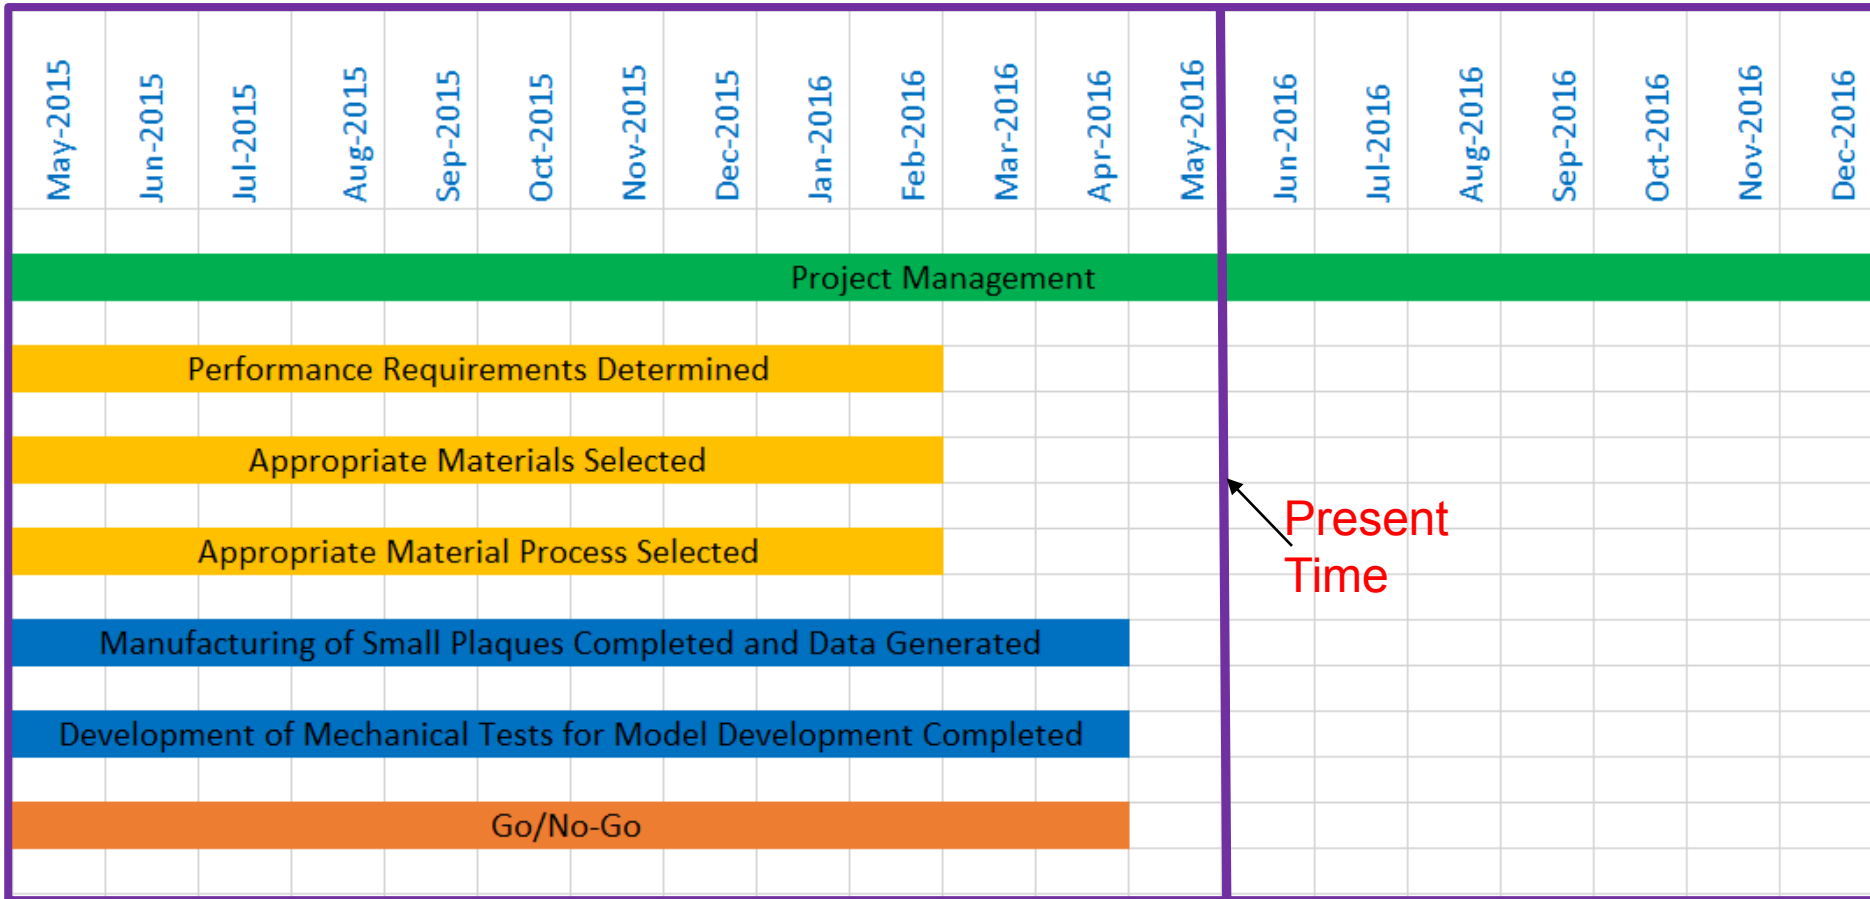 May-2015
Jun-2015
Jul-2015
Aug-2015
Sep-2015
Oct-2015
Nov-2015
Dec-2015
Jan-2016
Feb-2016
Mar-2016
Apr-2016
May-2016
Jun-2016
Jul-2016
Aug-2016
Sep-2016
Oct-2016
Nov-2016
Dec-2016
Project Management
Performance Requirements Determined
Appropriate Materials Selected
Appropriate Material Process Selected
Present
Time
Manufacturing of Small Plaques Completed and Data Generated
Development of Mechanical Tests for Model Development Completed
Go/No-Go